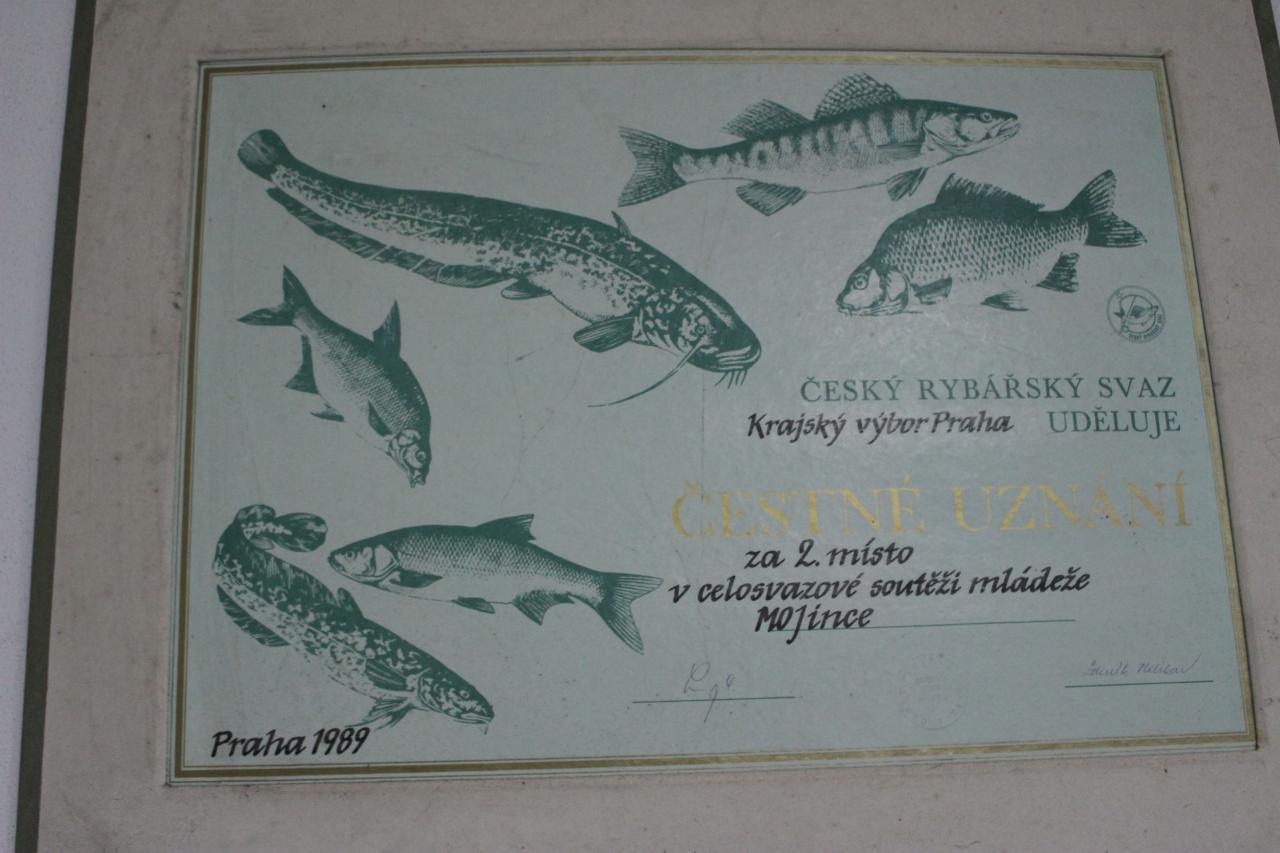 ČESKÝ RYBÁŘSKÝ SVAZ
Krajský výbor Praha UDĚLUJE
ČESTNÉ UZNÁNÍ
za 2. místo
v celosvazové soutěži mládeže
MO Jince
Praha 1989